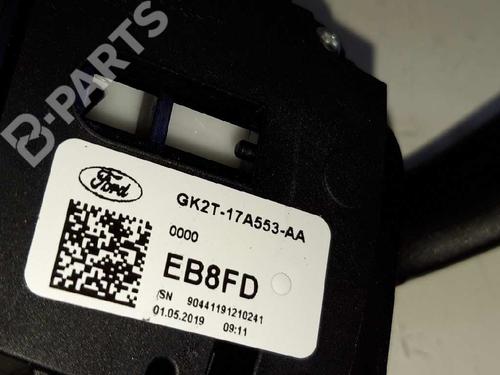 B-PARTS
Ford
GK2T-17A553-AA
0000
EB8FD
SN 90441191210241
01.05.2019 09:11